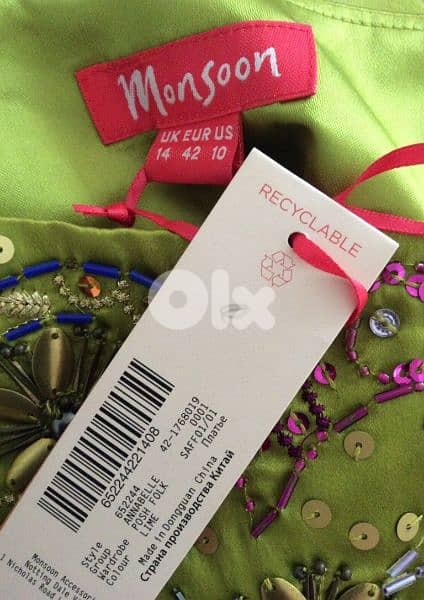 Monsoon
UK EUR US
14 42 10
RECYCLABLE
OLX
652244221408
42-1768019
0001
SAFF01/01
Платье
Style 652244
Group ANNABELLE
Wardrobe POSH FOLK
Colour LIME
Made in Dongguan China
Страна производства Китай
Monsoon Accessori
Notting Dale V
1 Nicholas Road